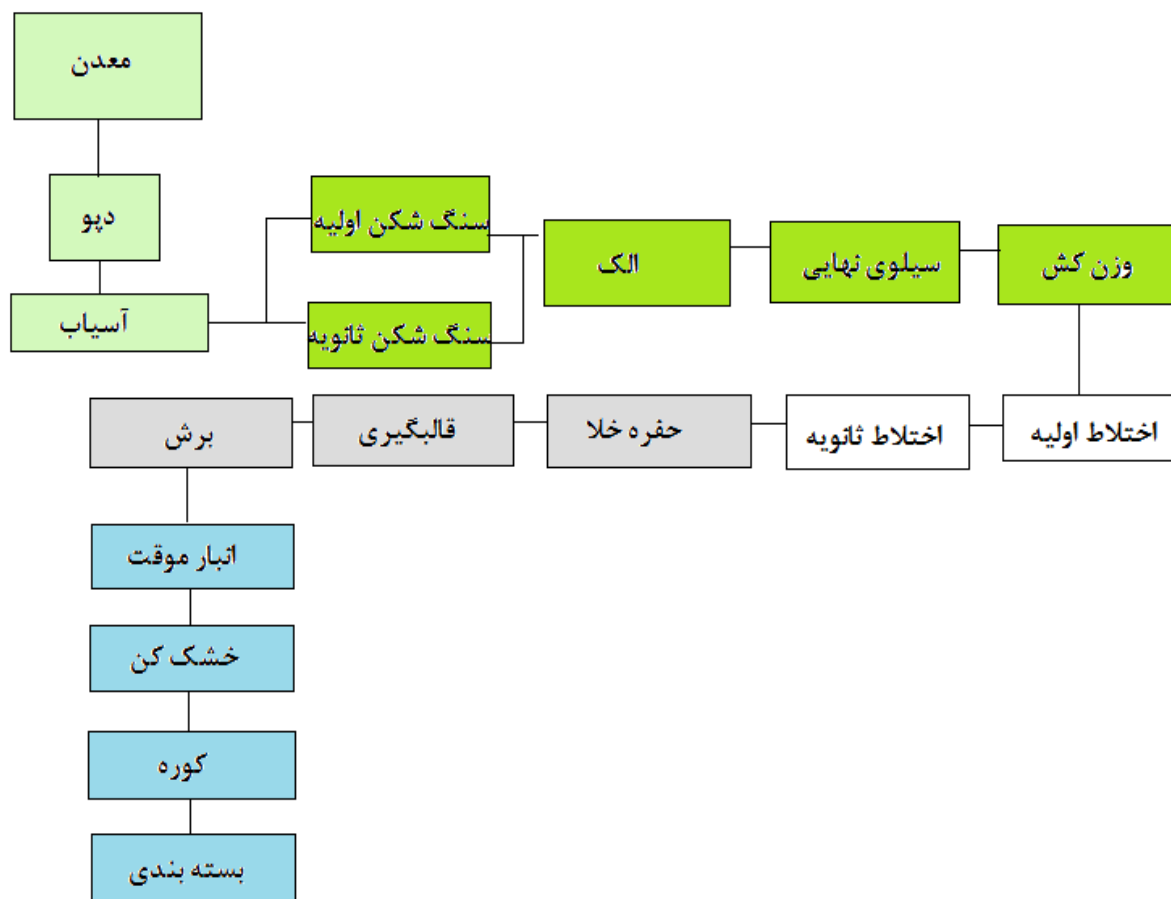 معدن
دپو
آسیاب
سنگ شکن اولیه
سنگ شکن ثانویه
الک
سیلوی نهایی
وزن کش
اختلاط اولیه
اختلاط ثانویه
حفره خلا
قالبگیری
برش
انبار موقت
خشک کن
کوره
بسته بندی